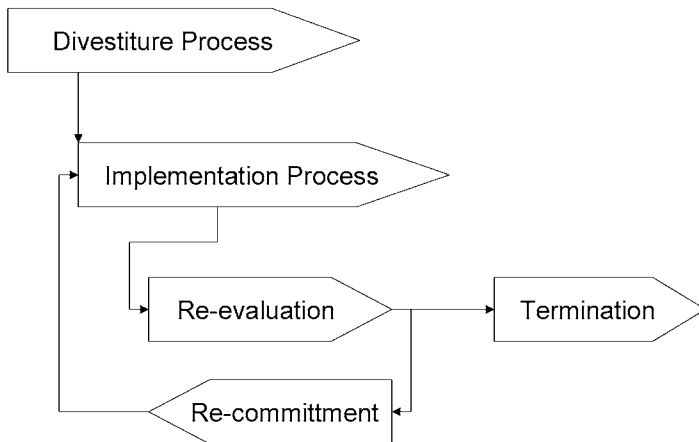 Divestiture Process
Implementation Process
Re-evaluation
Termination
Re-committment